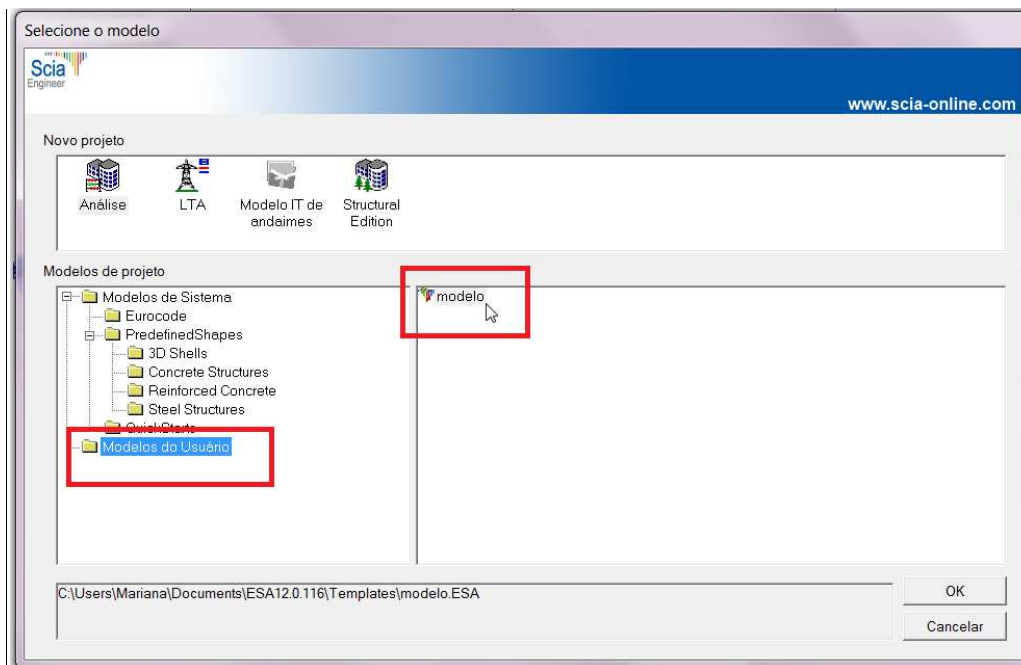 Selecione o modelo
Scia
Engineer
www.scia-online.com
Novo projeto
Análise
LTA
Modelo IT de
andaimes
Structural
Edition
Modelos de projeto
Modelos de Sistema
Eurocode
PredefinedShapes
3D Shells
Concrete Structures
Reinforced Concrete
Steel Structures
QuickStarts
Modelos do Usuário
modelo
C:\Users\Mariana\Documents\ESA12.0.116\Templates\modelo.ESA
OK
Cancelar